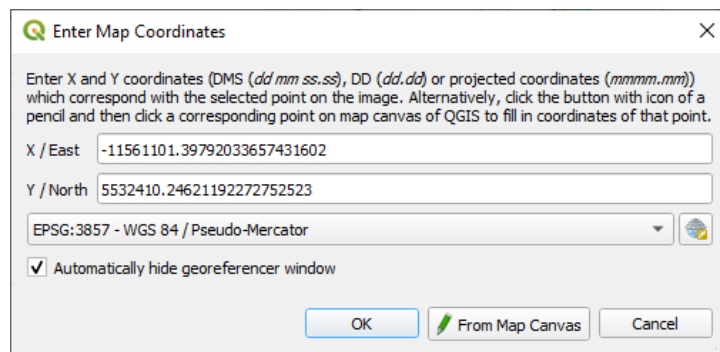 Enter Map Coordinates
Enter X and Y coordinates (DMS (dd mm ss.ss), DD (dd.dd) or projected coordinates (mmmm.mm))
which correspond with the selected point on the image. Alternatively, click the button with icon of a
pencil and then click a corresponding point on map canvas of QGIS to fill in coordinates of that point.
X / East -11561101.39792033657431602
Y / North 5532410.24621192272752523
EPSG:3857 - WGS 84 / Pseudo-Mercator
Automatically hide georeferencer window
OK From Map Canvas Cancel